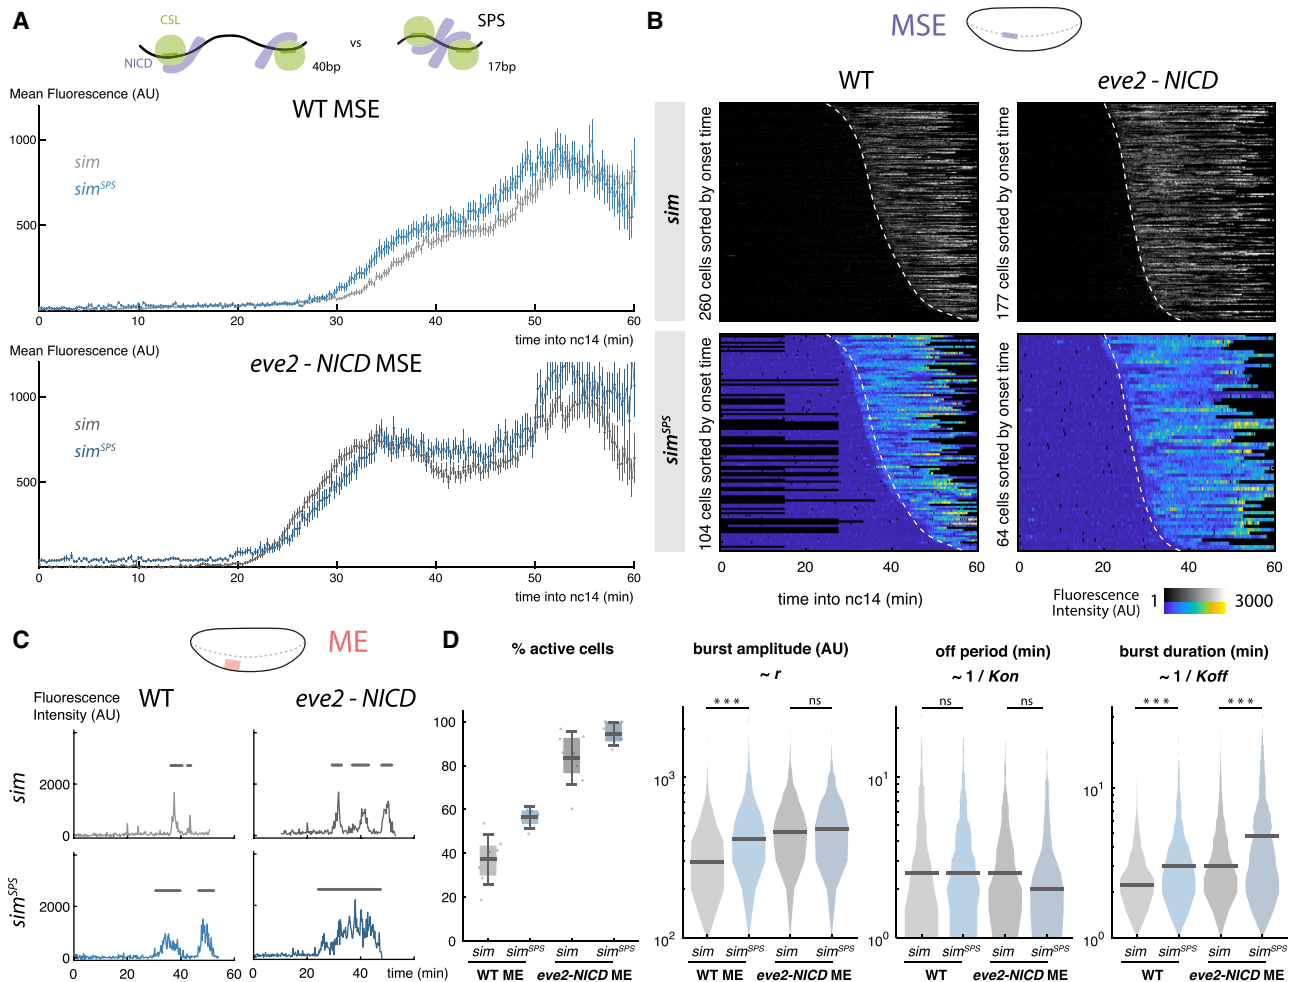 A
CSL
NICD
40bp
vs
SPS
17bp
Mean Fluorescence (AU)
WT MSE
1000
500
sim
sim^SPS
0 10 20 30 40 50 60
time into nc14 (min)
Mean Fluorescence (AU)
eve2 - NICD MSE
1000
500
sim
sim^SPS
0 10 20 30 40 50 60
time into nc14 (min)
B
MSE
WT
eve2 - NICD
sim
260 cells sorted by onset time
177 cells sorted by onset time
0 20 40 60
0 20 40 60
sim^SPS
104 cells sorted by onset time
64 cells sorted by onset time
0 20 40 60
0 20 40 60
time into nc14 (min)
Fluorescence Intensity (AU)
1
3000
C
ME
Fluorescence Intensity (AU)
WT
eve2 - NICD
sim
2000
0
sim^SPS
2000
0
0 20 40 60
0 20 40
time (min)
D
% active cells
100
80
60
40
20
0
sim sim^SPS sim sim^SPS
WT ME
eve2-NICD ME
burst amplitude (AU)
~ r
*** ns
10^3
10^2
sim sim^SPS sim sim^SPS
WT ME
eve2-NICD ME
off period (min)
~ 1 / Kon
ns ns
10^1
10^0
sim sim^SPS sim sim^SPS
WT
eve2-NICD ME
burst duration (min)
~ 1 / Koff
*** ***
10^1
10^0
sim sim^SPS sim sim^SPS
WT
eve2-NICD ME